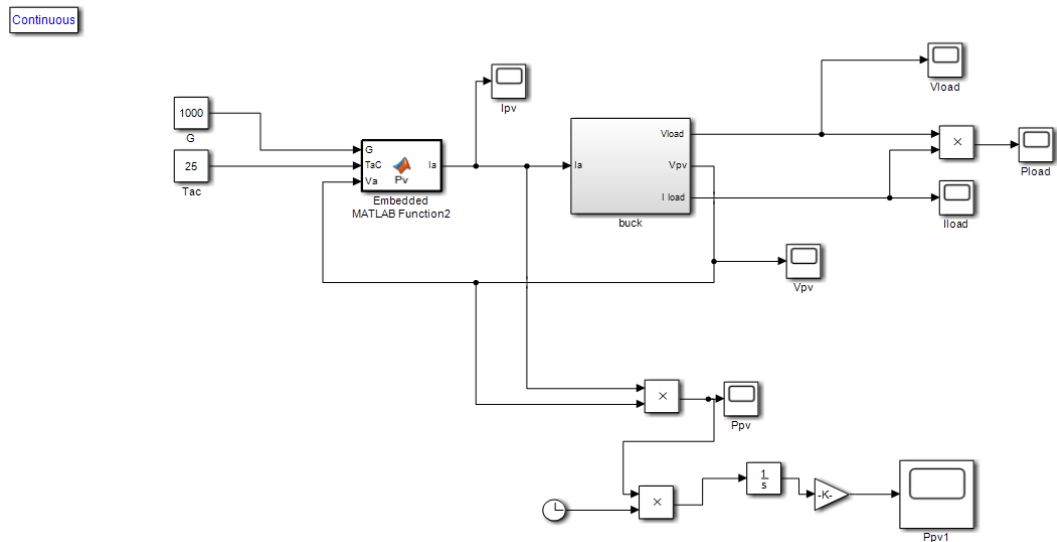 Continuous
Vload
Ipv
1000
G
25
Tac
G
TaC
Va
Ia
Pv
Embedded
MATLAB Function2
Ia
Vload
Vpv
I load
buck
×
Pload
Iload
Vpv
×
Ppv
×
1
s
-K-
Ppv1